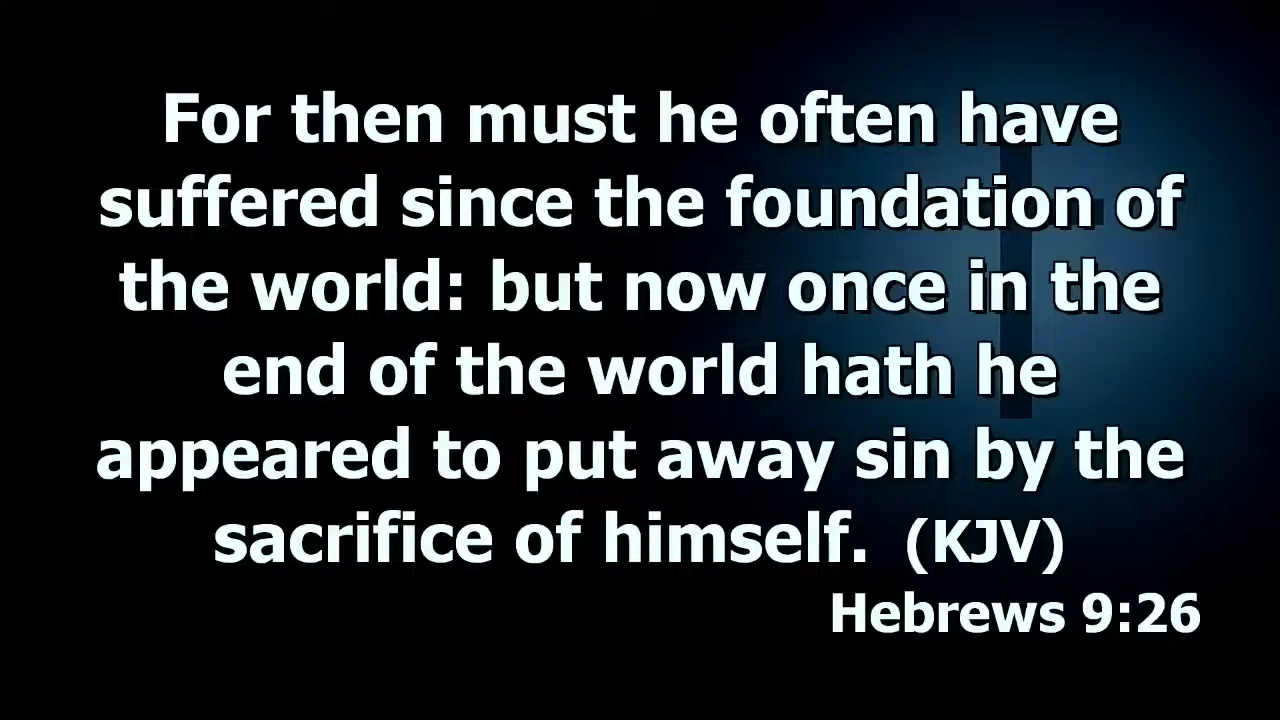 For then must he often have
suffered since the foundation of
the world: but now once in the
end of the world hath he
appeared to put away sin by the
sacrifice of himself. (KJV)
Hebrews 9:26